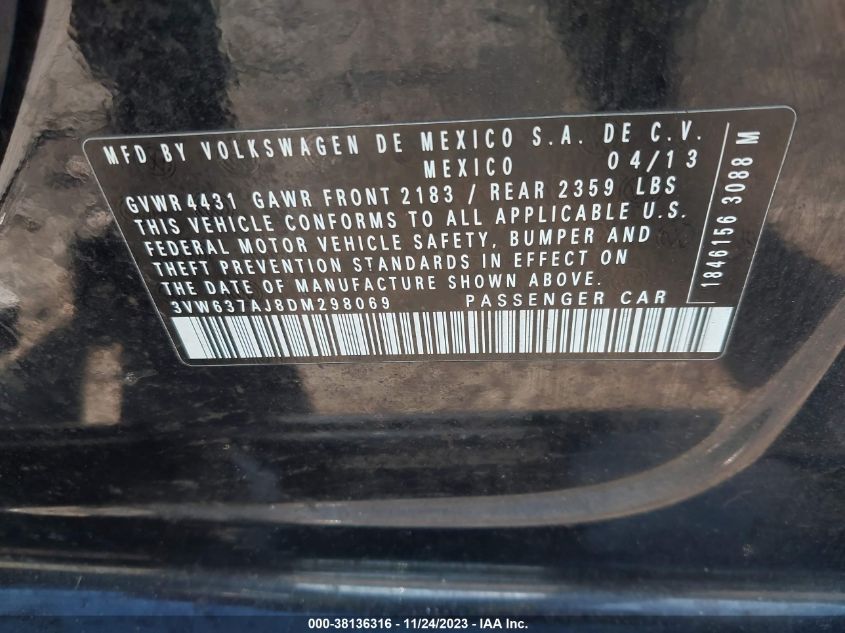 MFD BY VOLKSWAGEN DE MEXICO S.A. DE C.V.
MEXICO 04/13
GVWR4431 GAWR FRONT 2183 / REAR 2359 LBS
THIS VEHICLE CONFORMS TO ALL APPLICABLE U.S.
FEDERAL MOTOR VEHICLE SAFETY, BUMPER AND
THEFT PREVENTION STANDARDS IN EFFECT ON
THE DATE OF MANUFACTURE SHOWN ABOVE.
3VW637AJ8DM298069 PASSENGER CAR
1846156 3088 M
000-38136316 - 11/24/2023 - IAA Inc.